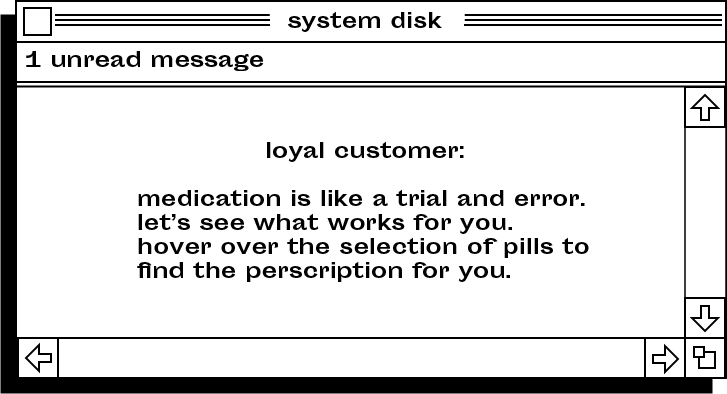 system disk
1 unread message
loyal customer:
medication is like a trial and error.
let’s see what works for you.
hover over the selection of pills to
find the perscription for you.